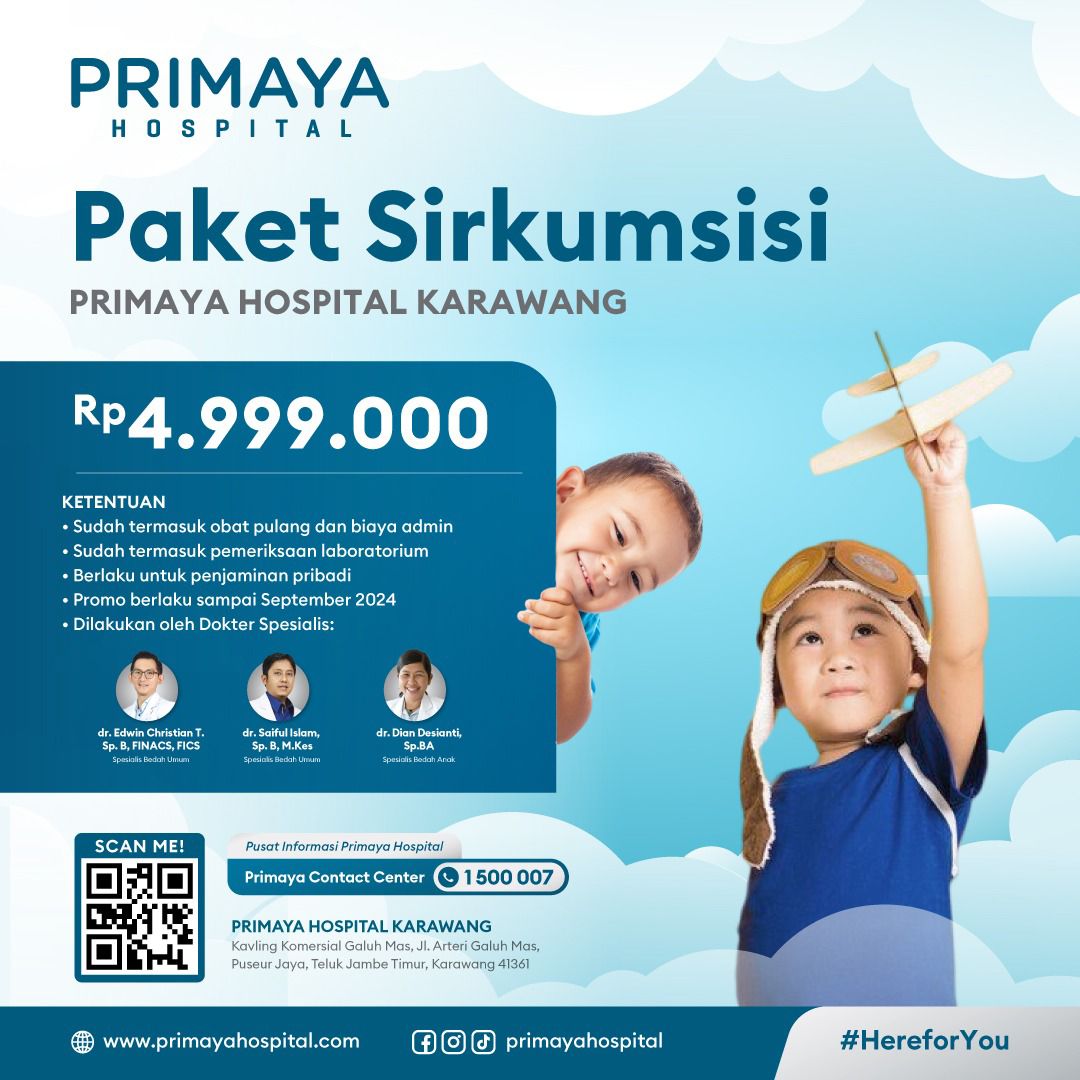 PRIMAYA
HOSPITAL
Paket Sirkumsisi
PRIMAYA HOSPITAL KARAWANG
Rp4.999.000
KETENTUAN
• Sudah termasuk obat pulang dan biaya admin
• Sudah termasuk pemeriksaan laboratorium
• Berlaku untuk penjaminan pribadi
• Promo berlaku sampai September 2024
• Dilakukan oleh Dokter Spesialis:
dr. Edwin Christian T.
Sp. B, FINACS, FICS
Spesialis Bedah Umum
dr. Saiful Islam,
Sp. B, M.Kes
Spesialis Bedah Umum
dr. Dian Desianti,
Sp.BA
Spesialis Bedah Anak
SCAN ME!
Pusat Informasi Primaya Hospital
Primaya Contact Center 1 500 007
PRIMAYA HOSPITAL KARAWANG
Kavling Komersial Galuh Mas, Jl. Arteri Galuh Mas,
Puseur Jaya, Teluk Jambe Timur, Karawang 41361
www.primayahospital.com
primayahospital
#HereforYou